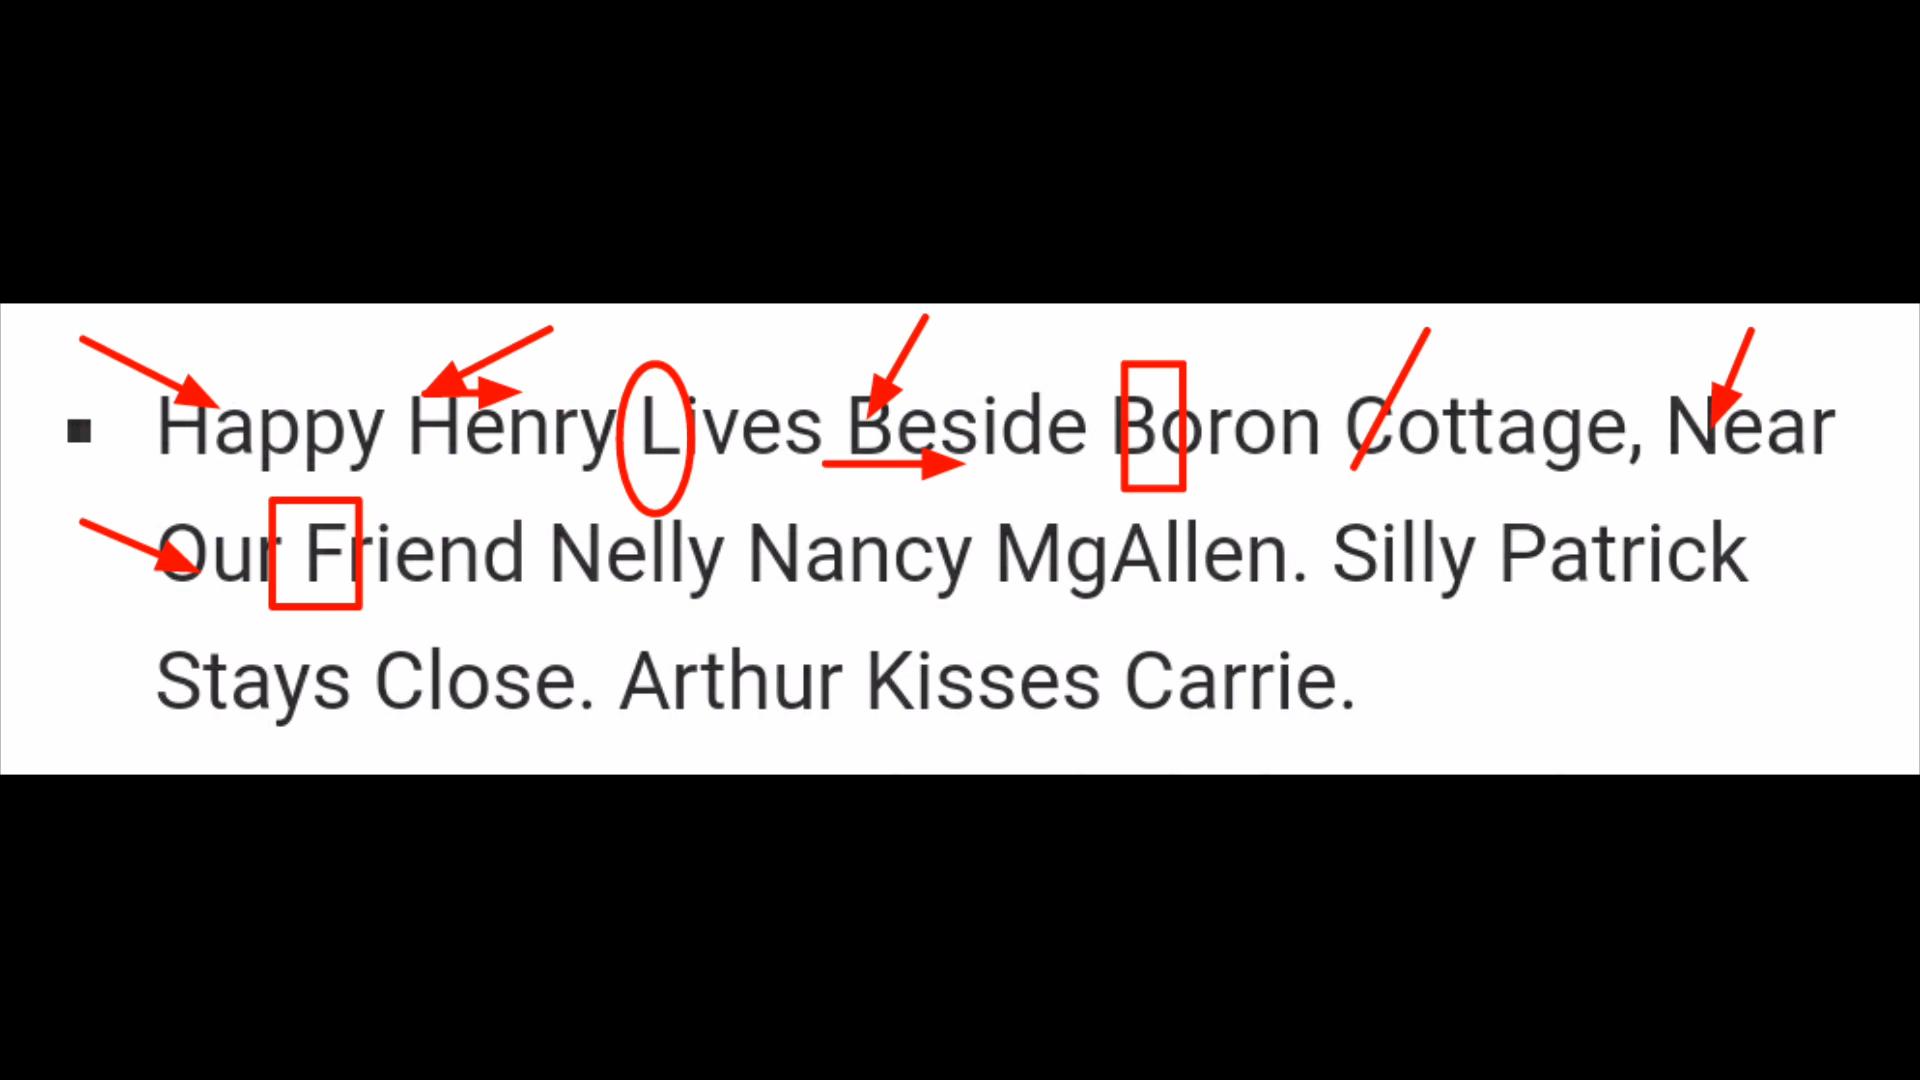 Happy Henry Lives Beside Boron Cottage, Near
Our Friend Nelly Nancy MgAllen. Silly Patrick
Stays Close. Arthur Kisses Carrie.